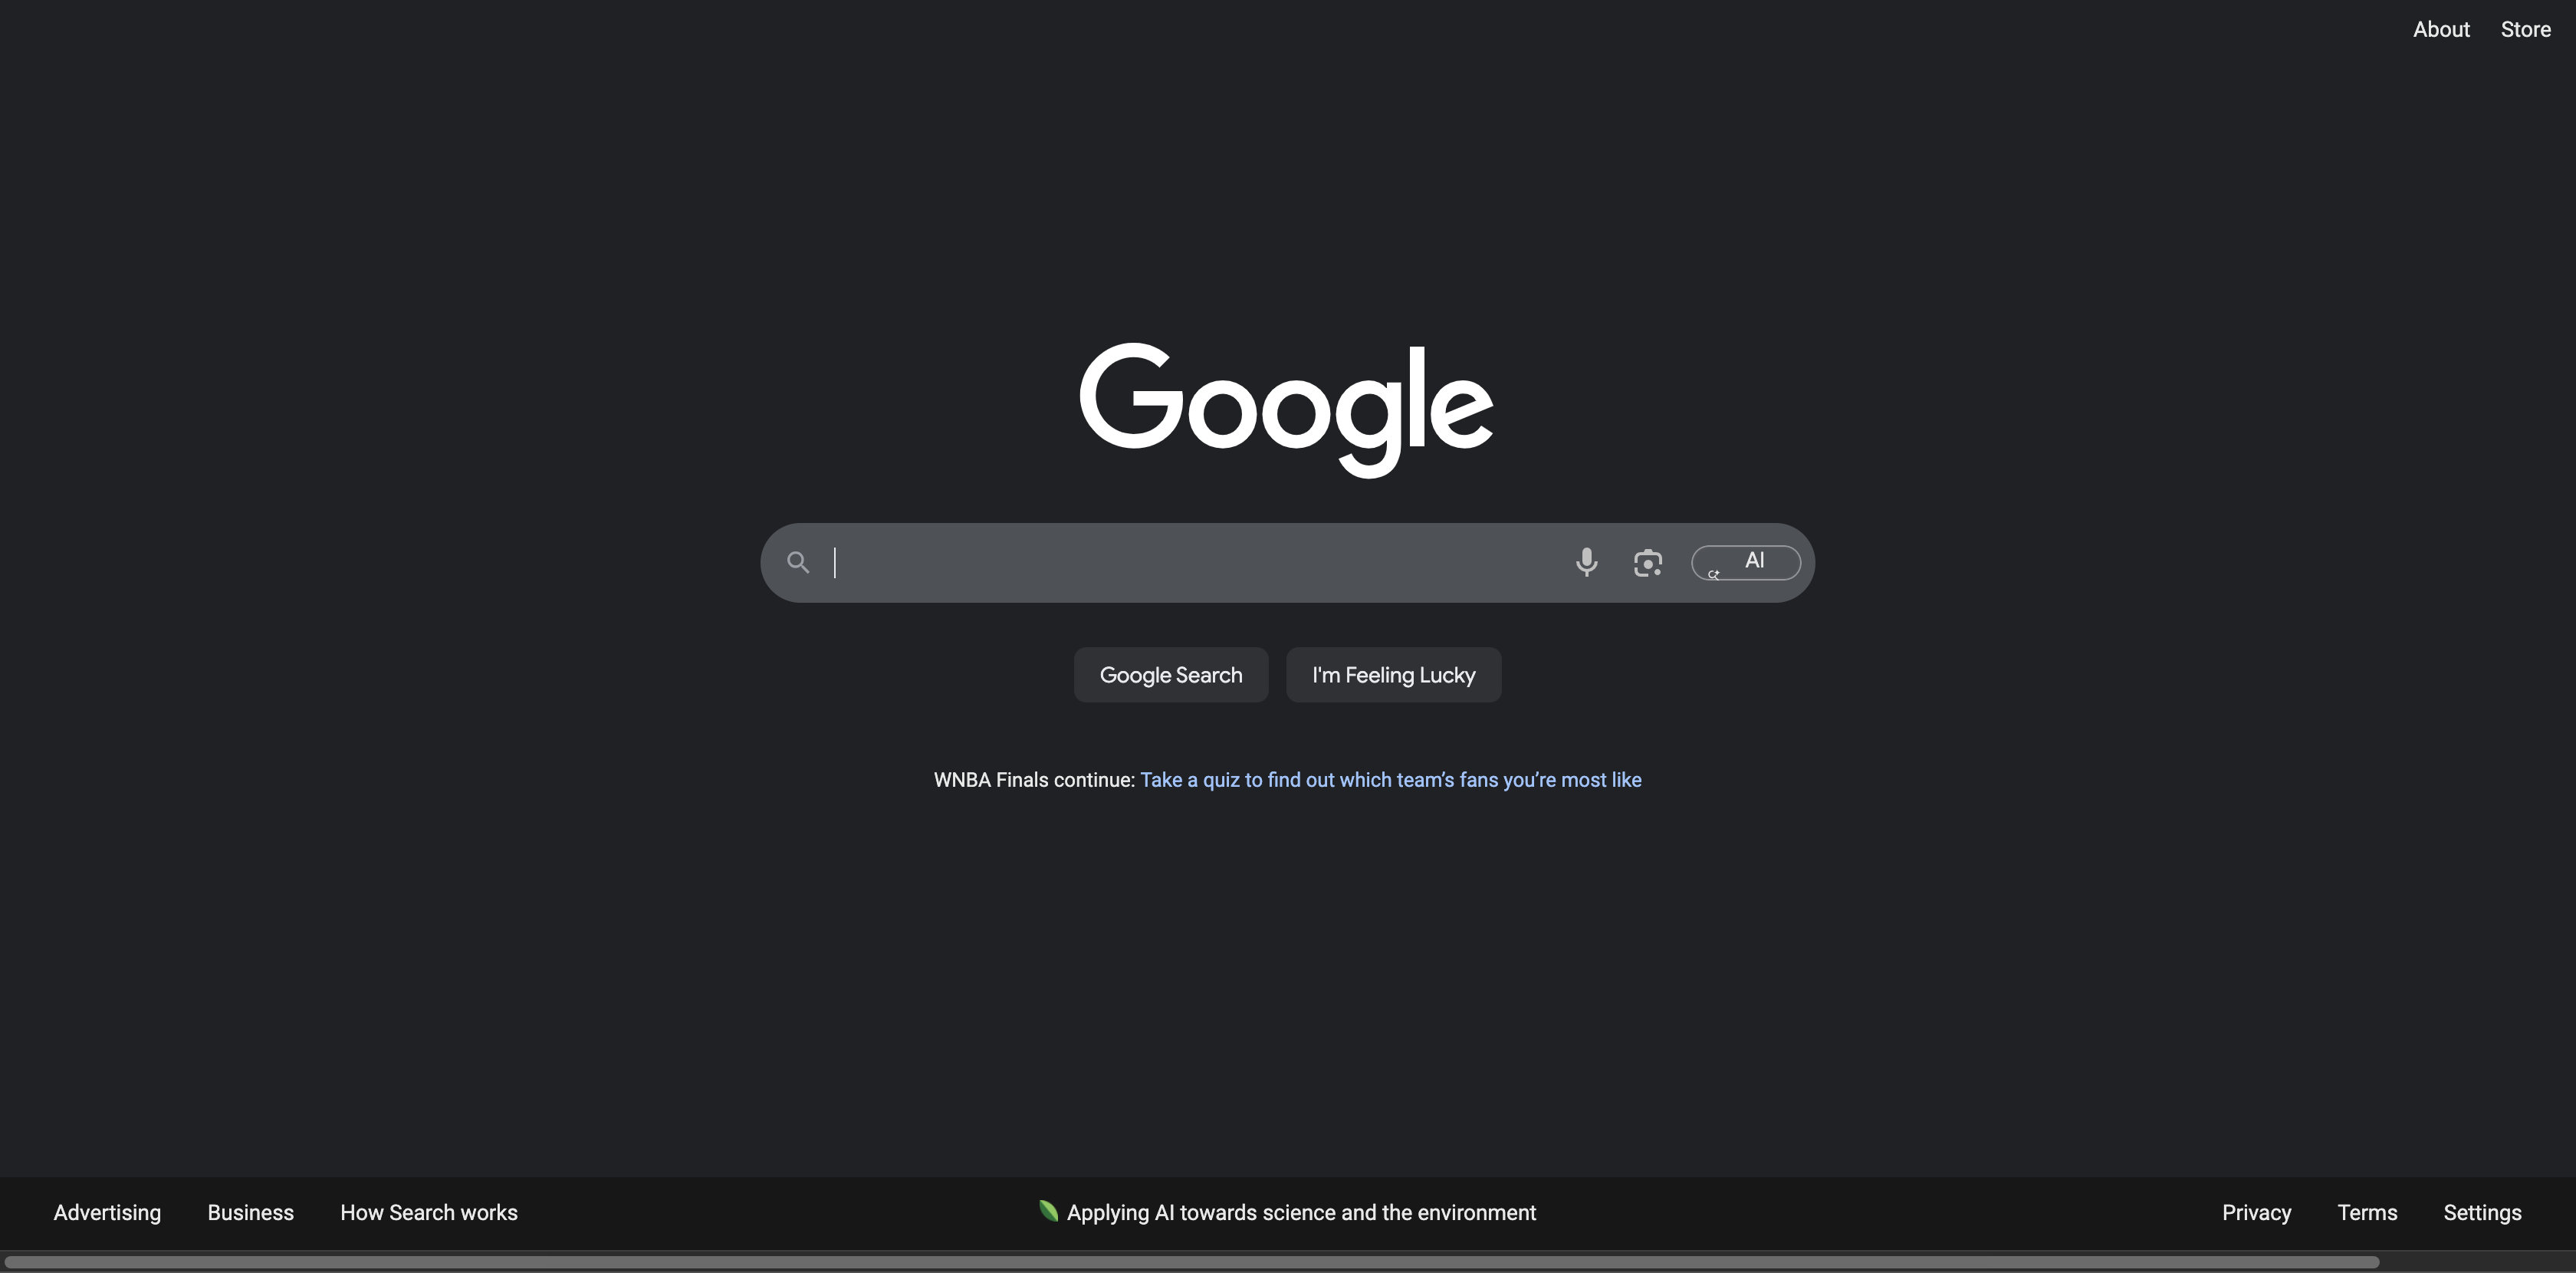 About Store
Google
AI
Google Search I'm Feeling Lucky
WNBA Finals continue: Take a quiz to find out which team’s fans you’re most like
Advertising Business How Search works Applying AI towards science and the environment Privacy Terms Settings